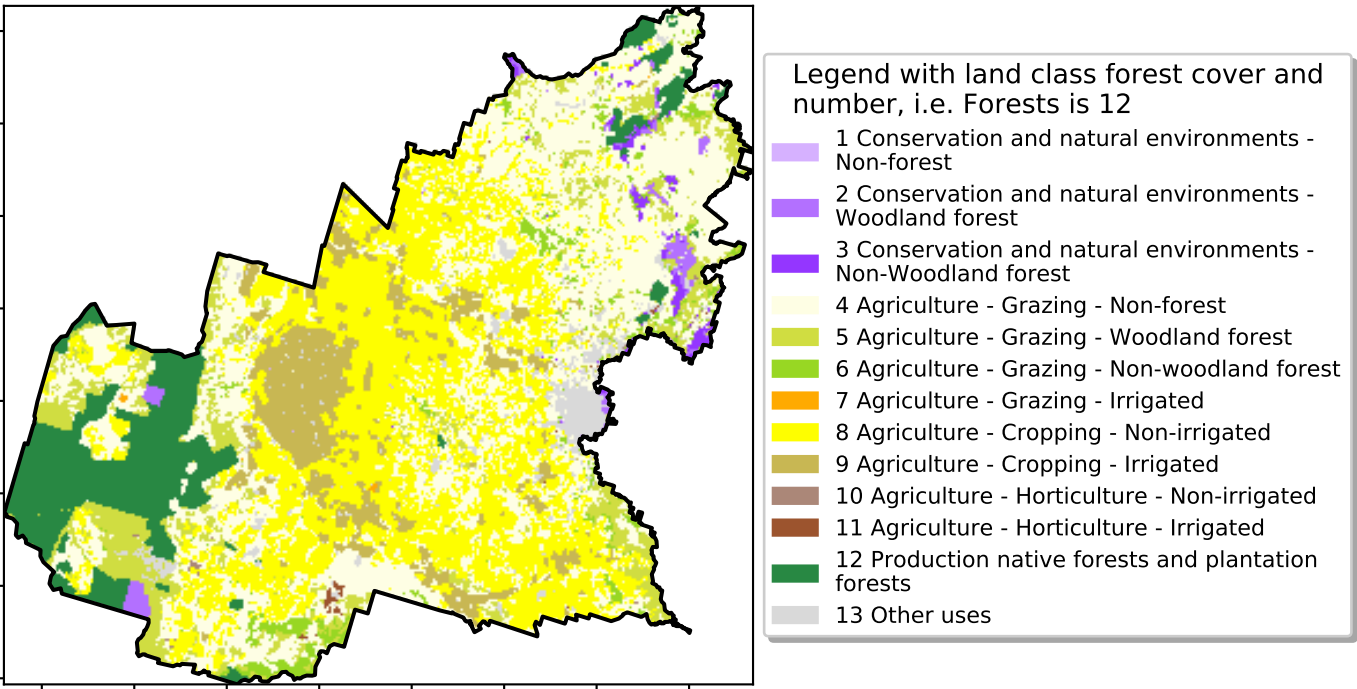 Legend with land class forest cover and
number, i.e. Forests is 12
1 Conservation and natural environments -
Non-forest
2 Conservation and natural environments -
Woodland forest
3 Conservation and natural environments -
Non-Woodland forest
4 Agriculture - Grazing - Non-forest
5 Agriculture - Grazing - Woodland forest
6 Agriculture - Grazing - Non-woodland forest
7 Agriculture - Grazing - Irrigated
8 Agriculture - Cropping - Non-irrigated
9 Agriculture - Cropping - Irrigated
10 Agriculture - Horticulture - Non-irrigated
11 Agriculture - Horticulture - Irrigated
12 Production native forests and plantation
forests
13 Other uses